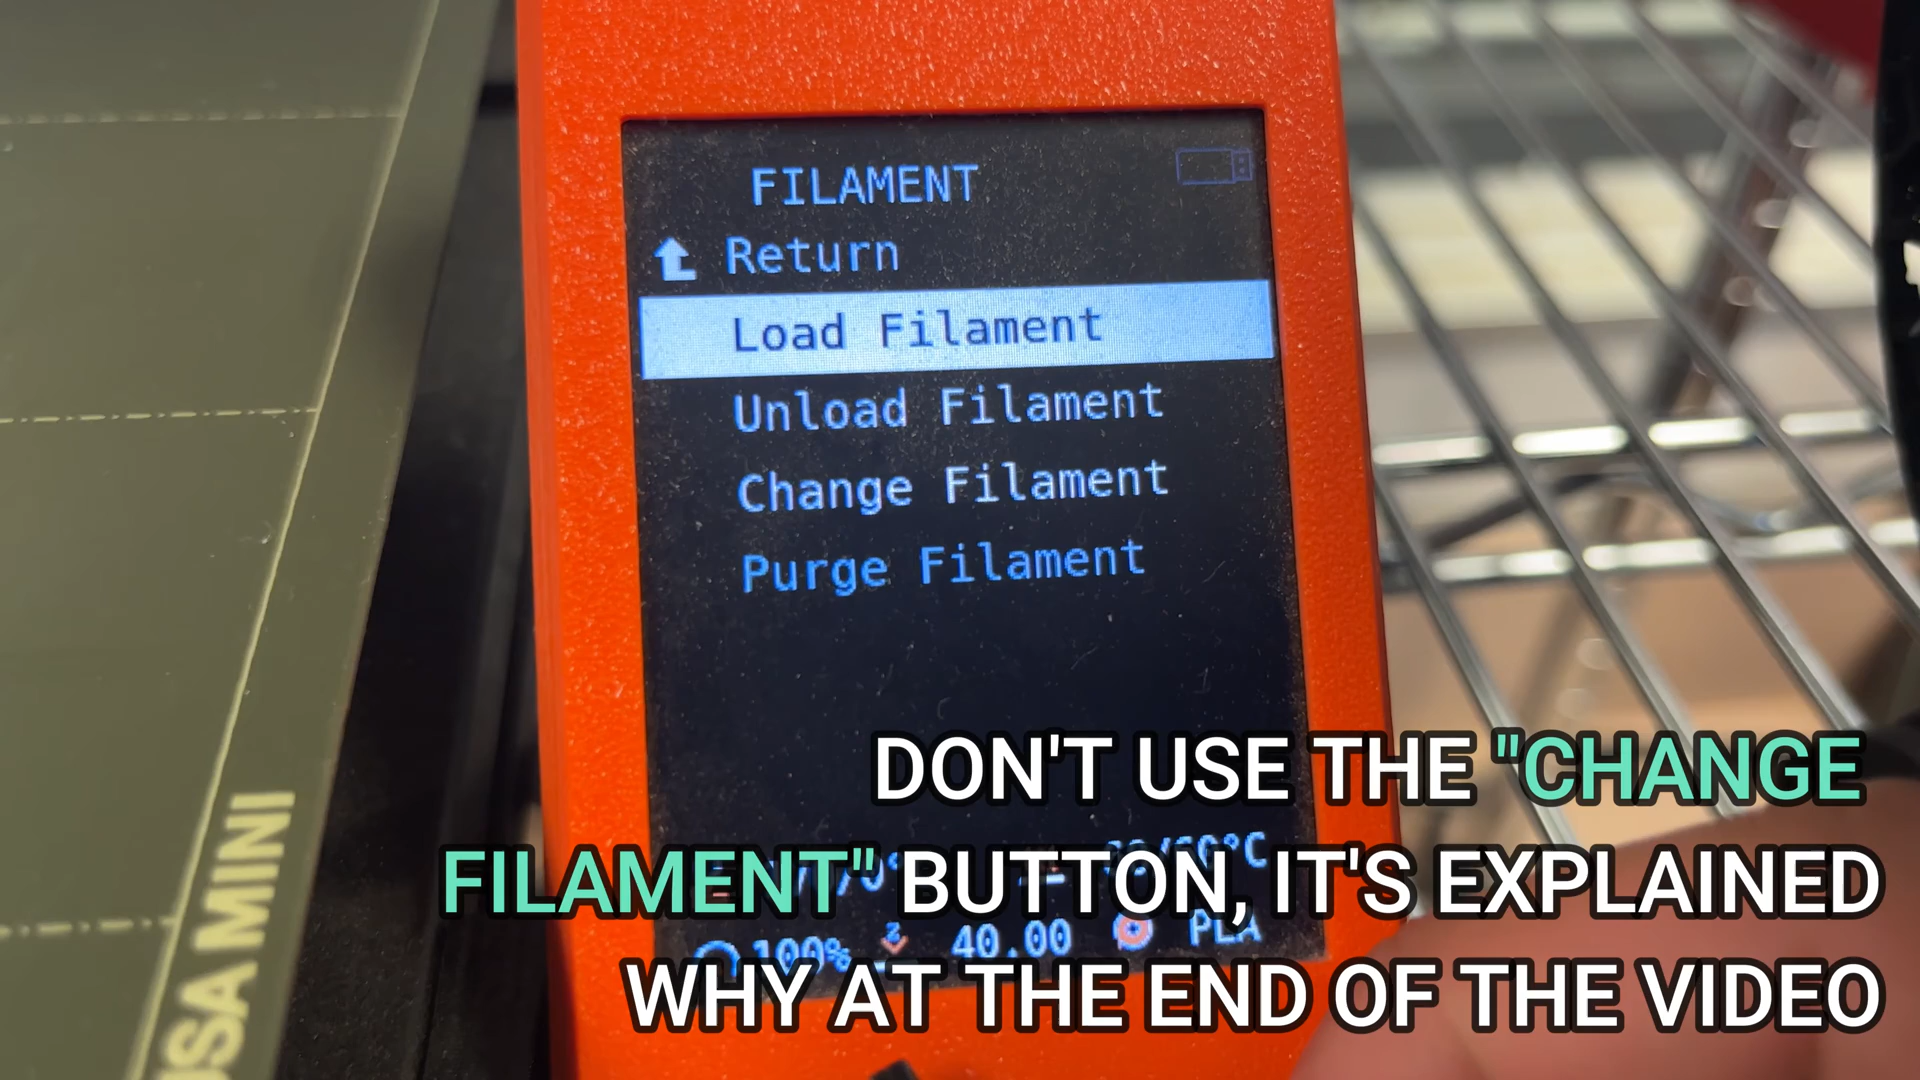 FILAMENT
Return
Load Filament
Unload Filament
Change Filament
Purge Filament
100% 40.00 PLA
USA MINI
DON'T USE THE "CHANGE
FILAMENT" BUTTON, IT'S EXPLAINED
WHY AT THE END OF THE VIDEO